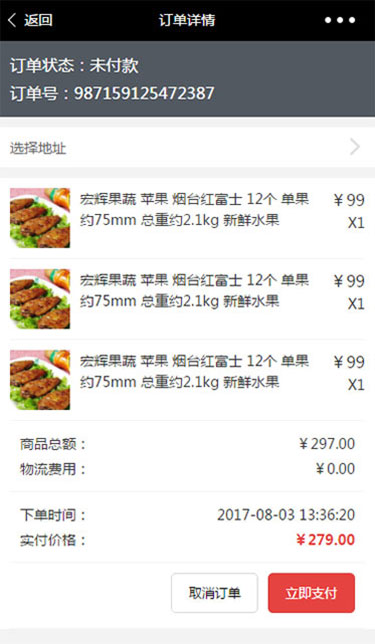 返回
订单详情
订单状态：未付款
订单号：987159125472387
选择地址
宏辉果蔬 苹果 烟台红富士 12个 单果
约75mm 总重约2.1kg 新鲜水果
￥99
X1
宏辉果蔬 苹果 烟台红富士 12个 单果
约75mm 总重约2.1kg 新鲜水果
￥99
X1
宏辉果蔬 苹果 烟台红富士 12个 单果
约75mm 总重约2.1kg 新鲜水果
￥99
X1
商品总额： ￥297.00
物流费用： ￥0.00
下单时间： 2017-08-03 13:36:20
实付价格： ￥279.00
取消订单
立即支付